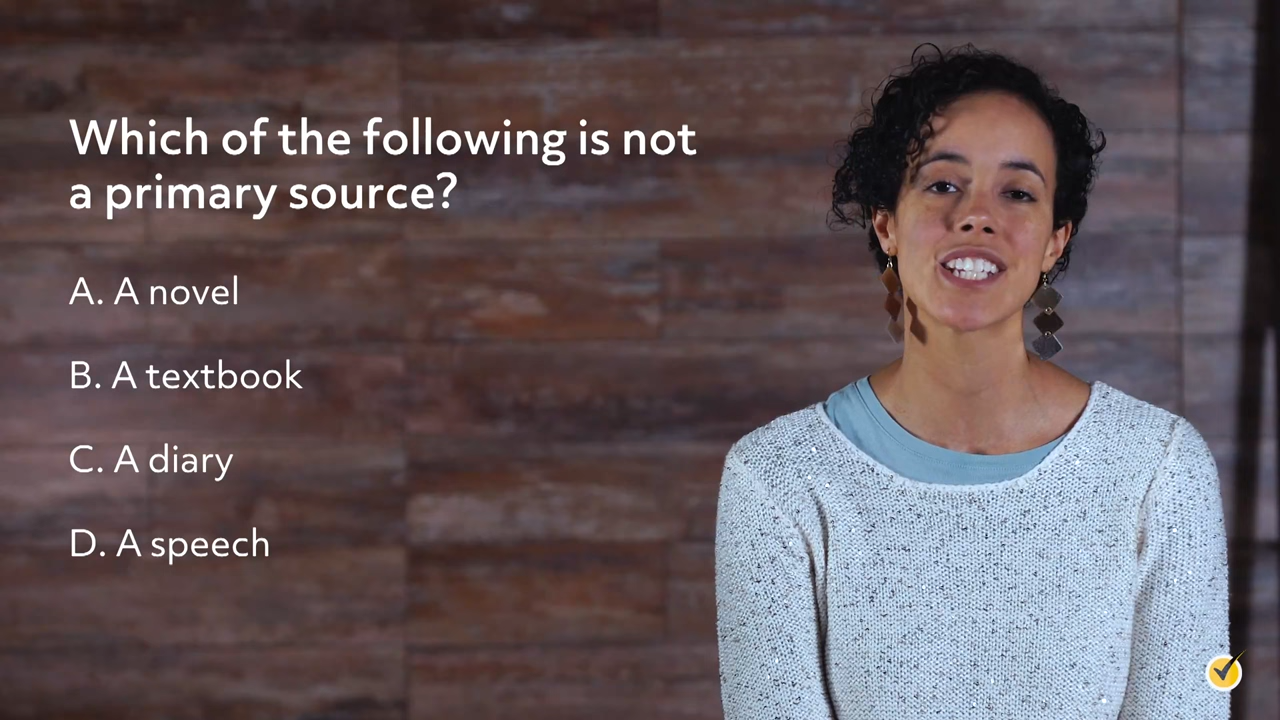 Which of the following is not
a primary source?
A. A novel
B. A textbook
C. A diary
D. A speech